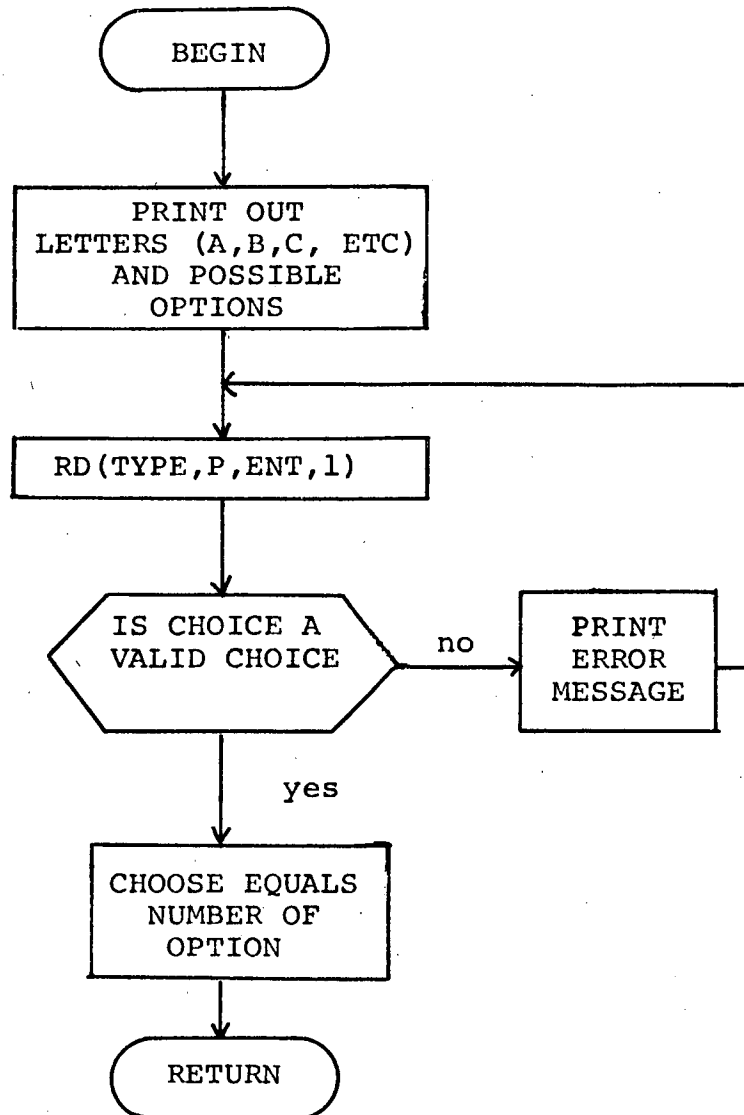 BEGIN
PRINT OUT
LETTERS (A,B,C, ETC)
AND POSSIBLE
OPTIONS
RD(TYPE,P,ENT,1)
IS CHOICE A
VALID CHOICE
no
PRINT
ERROR
MESSAGE
yes
CHOOSE EQUALS
NUMBER OF
OPTION
RETURN